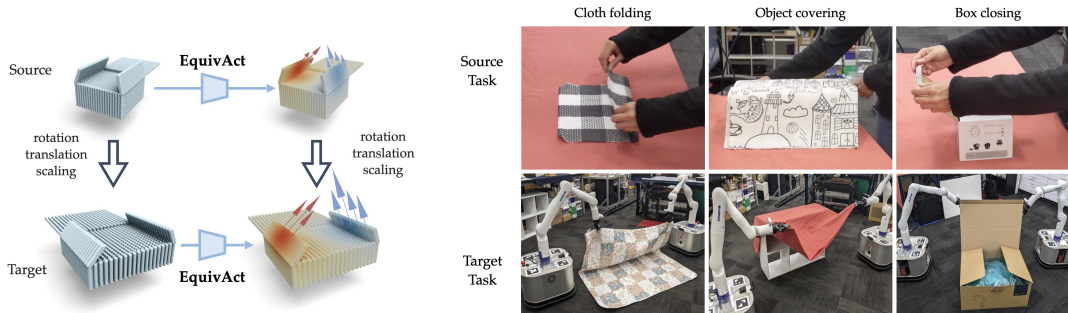 Source
EquivAct
rotation
translation
scaling
rotation
translation
scaling
Target
EquivAct
Cloth folding
Object covering
Box closing
Source
Task
Target
Task